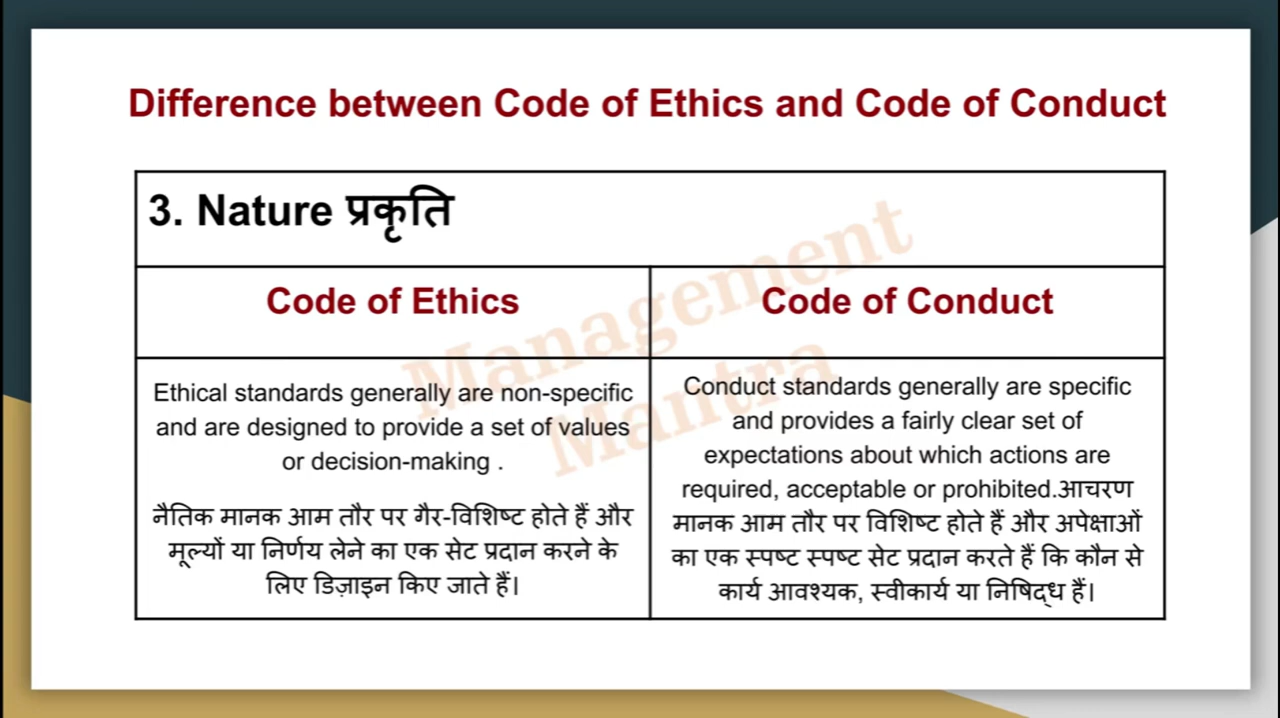 Difference between Code of Ethics and Code of Conduct
3. Nature प्रकृति
Code of Ethics
Code of Conduct
Ethical standards generally are non-specific
and are designed to provide a set of values
or decision-making .
नैतिक मानक आम तौर पर गैर-विशिष्ट होते हैं और
मूल्यों या निर्णय लेने का एक सेट प्रदान करने के
लिए डिज़ाइन किए जाते हैं।
Conduct standards generally are specific
and provides a fairly clear set of
expectations about which actions are
required, acceptable or prohibited.आचरण
मानक आम तौर पर विशिष्ट होते हैं और अपेक्षाओं
का एक स्पष्ट स्पष्ट सेट प्रदान करते हैं कि कौन से
कार्य आवश्यक, स्वीकार्य या निषिद्ध हैं।
Management
Mantra